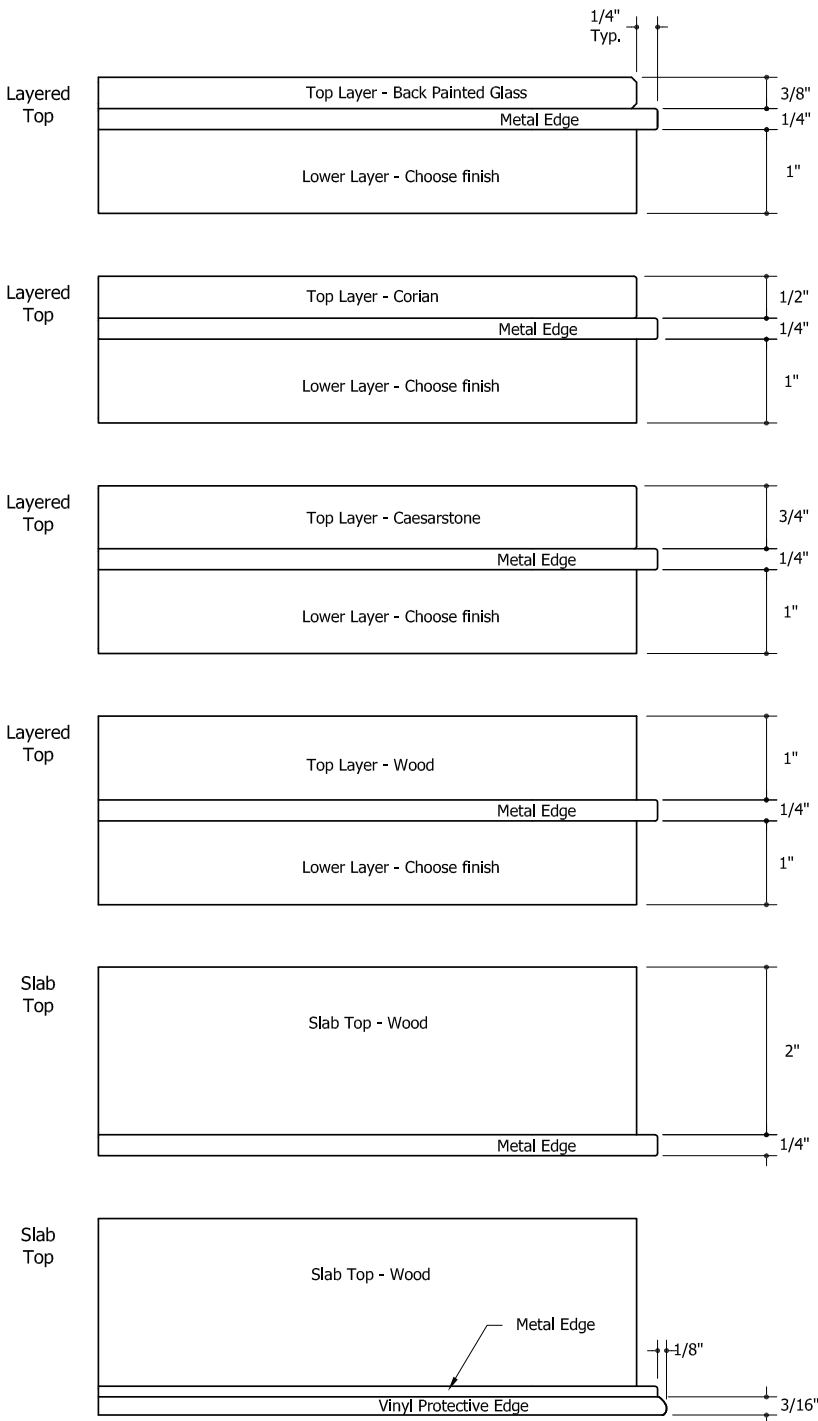 1/4"
Typ.
Layered
Top
Top Layer - Back Painted Glass
3/8"
Metal Edge
1/4"
Lower Layer - Choose finish
1"
Layered
Top
Top Layer - Corian
1/2"
Metal Edge
1/4"
Lower Layer - Choose finish
1"
Layered
Top
Top Layer - Caesarstone
3/4"
Metal Edge
1/4"
Lower Layer - Choose finish
1"
Layered
Top
Top Layer - Wood
1"
Metal Edge
1/4"
Lower Layer - Choose finish
1"
Slab
Top
Slab Top - Wood
2"
Metal Edge
1/4"
Slab
Top
Slab Top - Wood
Metal Edge
1/8"
Vinyl Protective Edge
3/16"